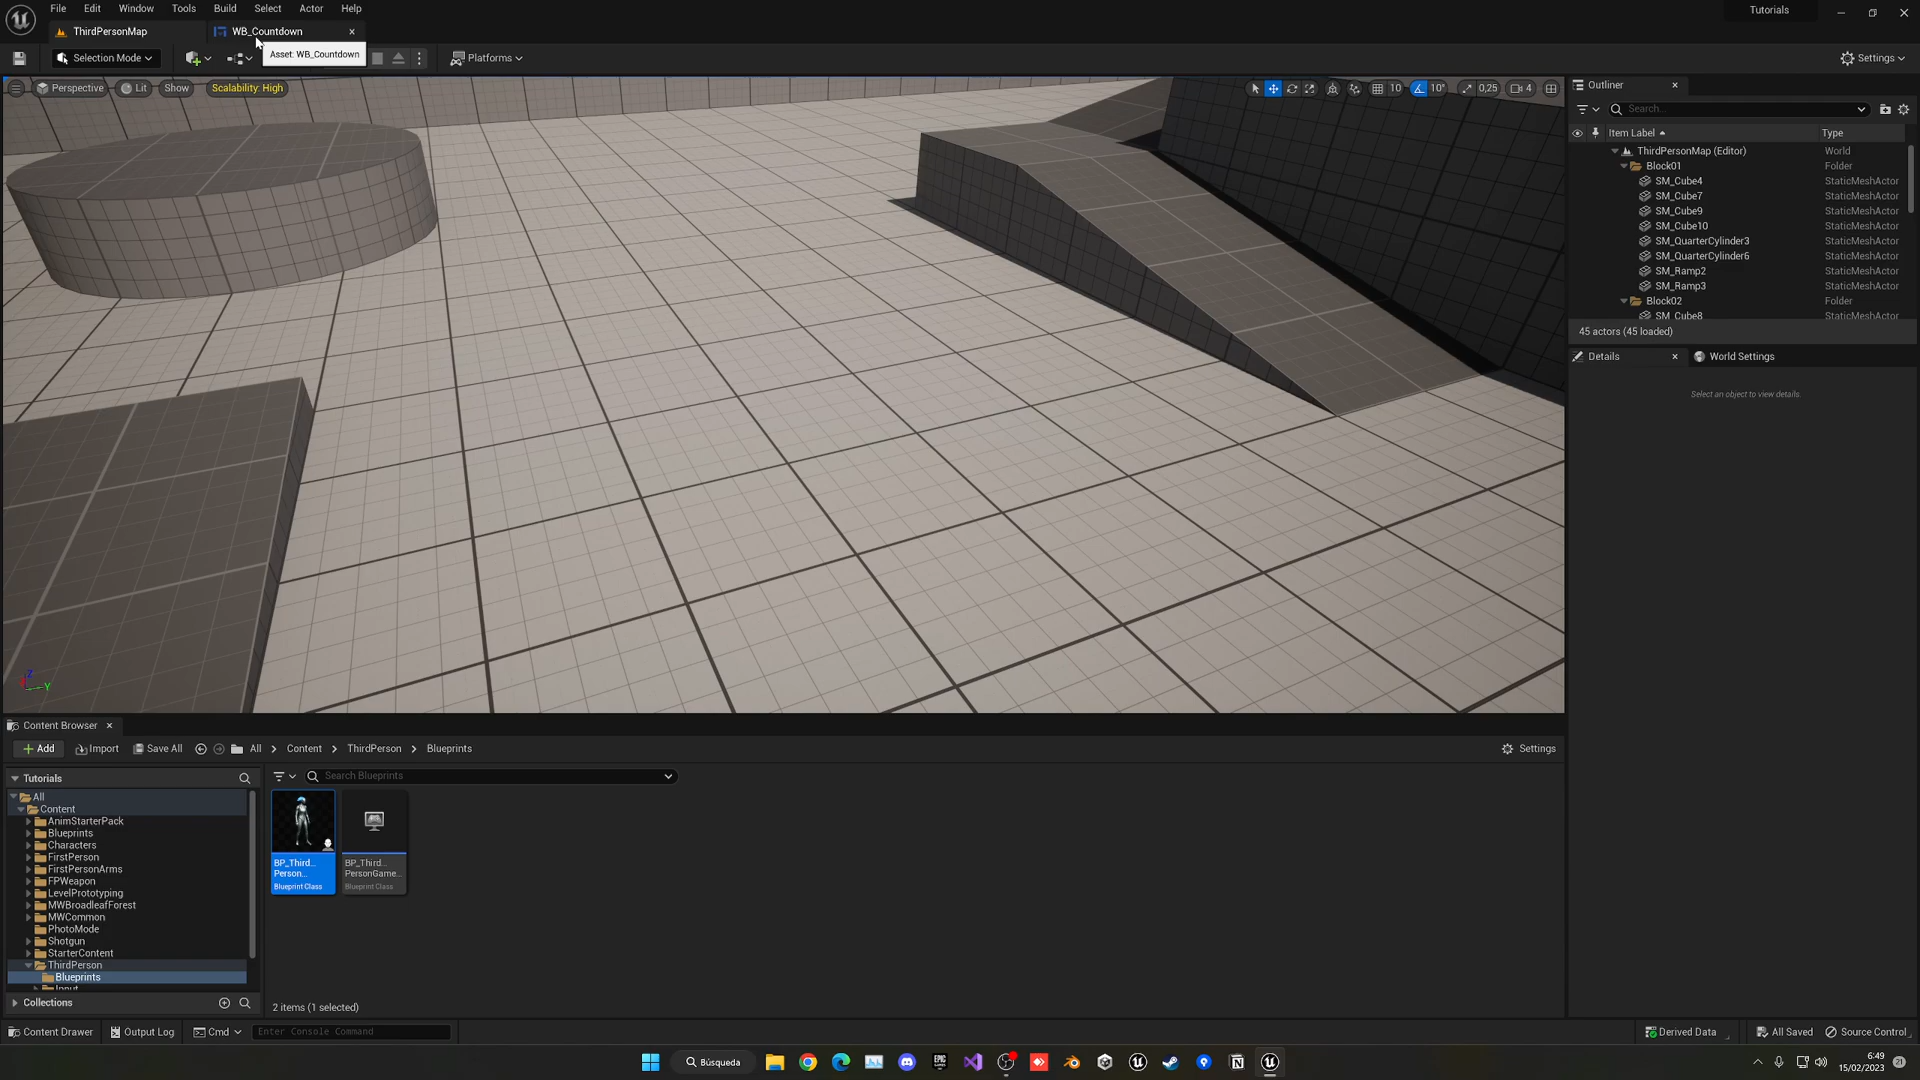 File Edit Window Tools Build Select Actor Help
Tutorials
ThirdPersonMap
WB_Countdown
Selection Mode
Asset: WB_Countdown
Platforms
Settings
Perspective
Lit
Show
Scalability: High
10
10°
0,25
4
Outliner
Search...
Item Label
Type
ThirdPersonMap (Editor) World
Block01 Folder
SM_Cube4 StaticMeshActor
SM_Cube7 StaticMeshActor
SM_Cube9 StaticMeshActor
SM_Cube10 StaticMeshActor
SM_QuarterCylinder3 StaticMeshActor
SM_QuarterCylinder6 StaticMeshActor
SM_Ramp2 StaticMeshActor
SM_Ramp3 StaticMeshActor
Block02 Folder
SM_Cube8 StaticMeshActor
45 actors (45 loaded)
Details
World Settings
Select an object to view details.
Z
Y
Content Browser
Add
Import
Save All
All
Content
ThirdPerson
Blueprints
Settings
Tutorials
Search Blueprints
All
Content
AnimStarterPack
Blueprints
Characters
FirstPerson
FirstPersonArms
FPWeapon
LevelPrototyping
MWBroadleafForest
MWCommon
PhotoMode
Shotgun
StarterContent
ThirdPerson
Blueprints
Input
Collections
BP_Third...
Person...
Blueprint Class
BP_Third...
PersonGame...
Blueprint Class
2 items (1 selected)
Content Drawer
Output Log
Cmd
Enter Console Command
Derived Data
All Saved
Source Control
Búsqueda
6:49
15/02/2023
21